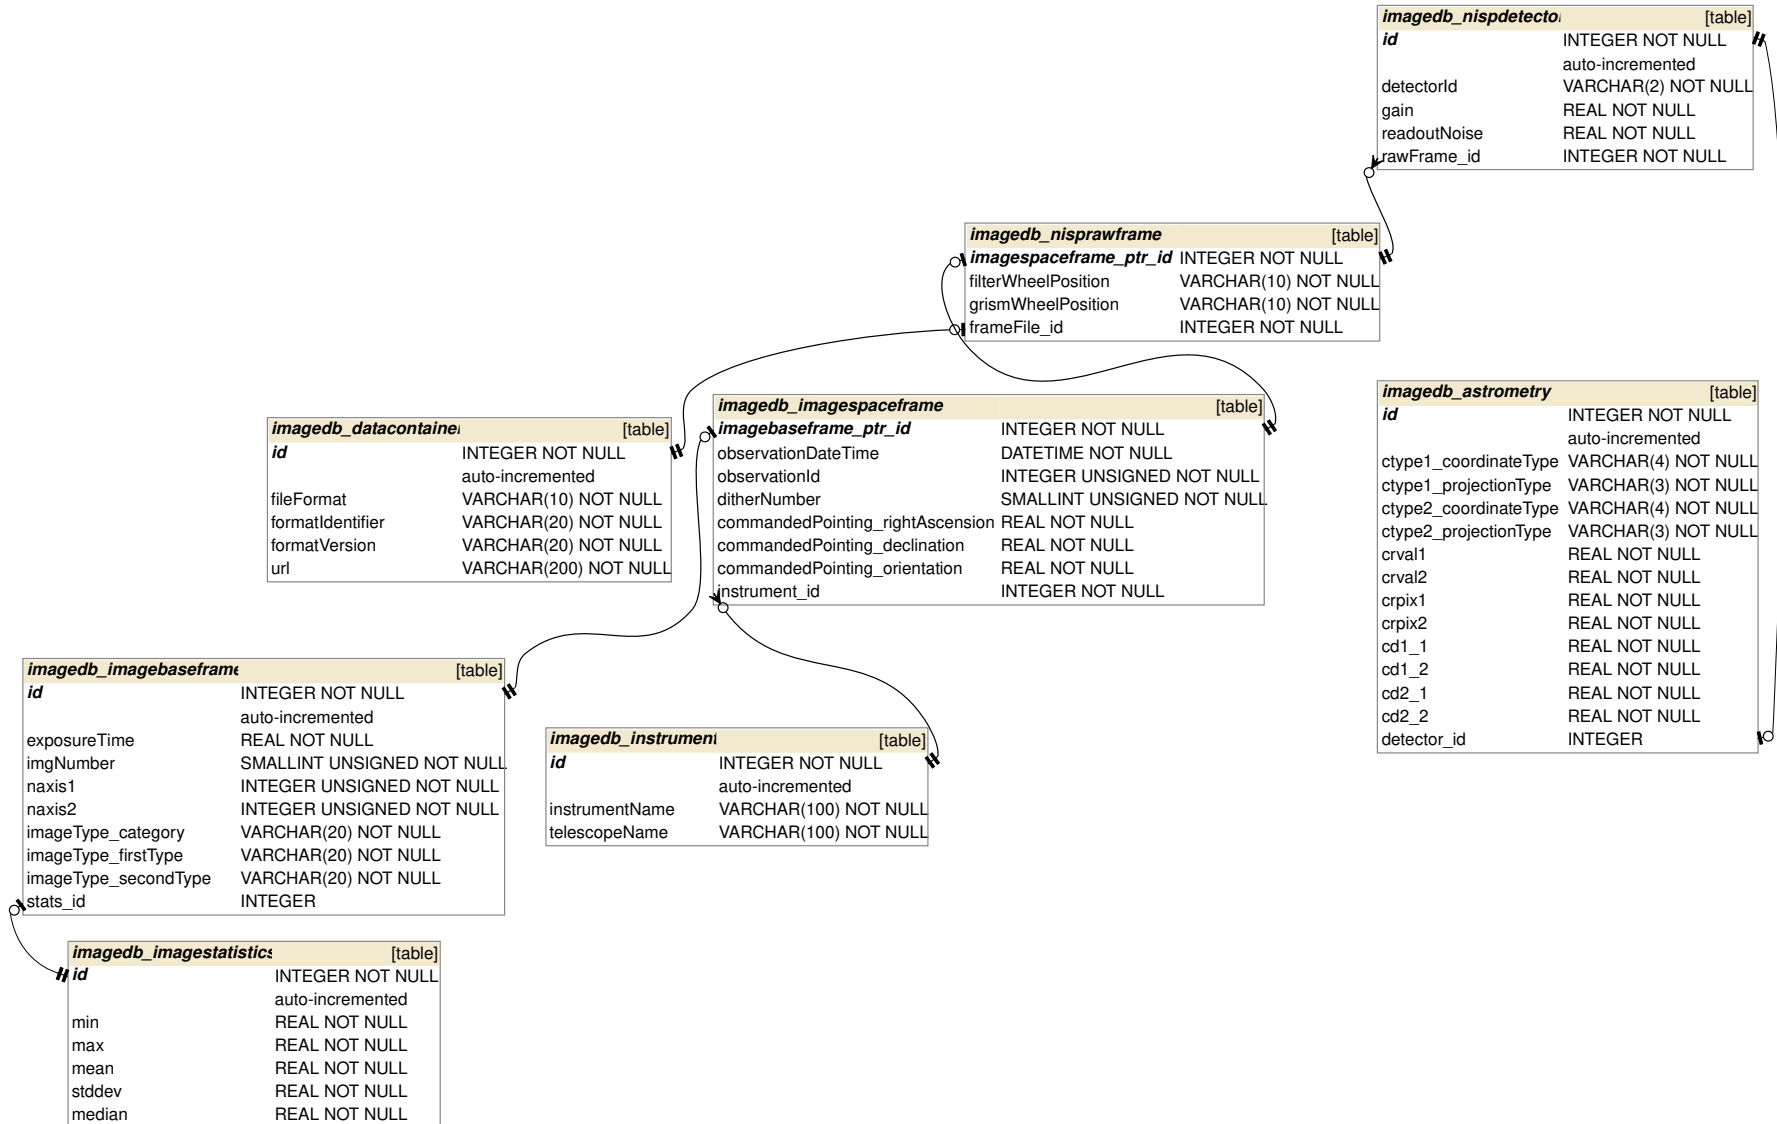 imagedb_nispdetector [table]
id INTEGER NOT NULL
auto-incremented
detectorId VARCHAR(2) NOT NULL
gain REAL NOT NULL
readoutNoise REAL NOT NULL
rawFrame_id INTEGER NOT NULL
imagedb_nisprawframe [table]
imagespaceframe_ptr_id INTEGER NOT NULL
filterWheelPosition VARCHAR(10) NOT NULL
grismWheelPosition VARCHAR(10) NOT NULL
frameFile_id INTEGER NOT NULL
imagedb_astrometry [table]
id INTEGER NOT NULL
auto-incremented
ctype1_coordinateType VARCHAR(4) NOT NULL
ctype1_projectionType VARCHAR(3) NOT NULL
ctype2_coordinateType VARCHAR(4) NOT NULL
ctype2_projectionType VARCHAR(3) NOT NULL
crval1 REAL NOT NULL
crval2 REAL NOT NULL
crpix1 REAL NOT NULL
crpix2 REAL NOT NULL
cd1_1 REAL NOT NULL
cd1_2 REAL NOT NULL
cd2_1 REAL NOT NULL
cd2_2 REAL NOT NULL
detector_id INTEGER
imagedb_imagespaceframe [table]
imagebaseframe_ptr_id INTEGER NOT NULL
observationDateTime DATETIME NOT NULL
observationId INTEGER UNSIGNED NOT NULL
ditherNumber SMALLINT UNSIGNED NOT NULL
commandedPointing_rightAscension REAL NOT NULL
commandedPointing_declination REAL NOT NULL
commandedPointing_orientation REAL NOT NULL
instrument_id INTEGER NOT NULL
imagedb_datacontainer [table]
id INTEGER NOT NULL
auto-incremented
fileFormat VARCHAR(10) NOT NULL
formatIdentifier VARCHAR(20) NOT NULL
formatVersion VARCHAR(20) NOT NULL
url VARCHAR(200) NOT NULL
imagedb_imagebaseframe [table]
id INTEGER NOT NULL
auto-incremented
exposureTime REAL NOT NULL
imgNumber SMALLINT UNSIGNED NOT NULL
naxis1 INTEGER UNSIGNED NOT NULL
naxis2 INTEGER UNSIGNED NOT NULL
imageType_category VARCHAR(20) NOT NULL
imageType_firstType VARCHAR(20) NOT NULL
imageType_secondType VARCHAR(20) NOT NULL
stats_id INTEGER
imagedb_instrument [table]
id INTEGER NOT NULL
auto-incremented
instrumentName VARCHAR(100) NOT NULL
telescopeName VARCHAR(100) NOT NULL
imagedb_imagestatistics [table]
id INTEGER NOT NULL
auto-incremented
min REAL NOT NULL
max REAL NOT NULL
mean REAL NOT NULL
stddev REAL NOT NULL
median REAL NOT NULL